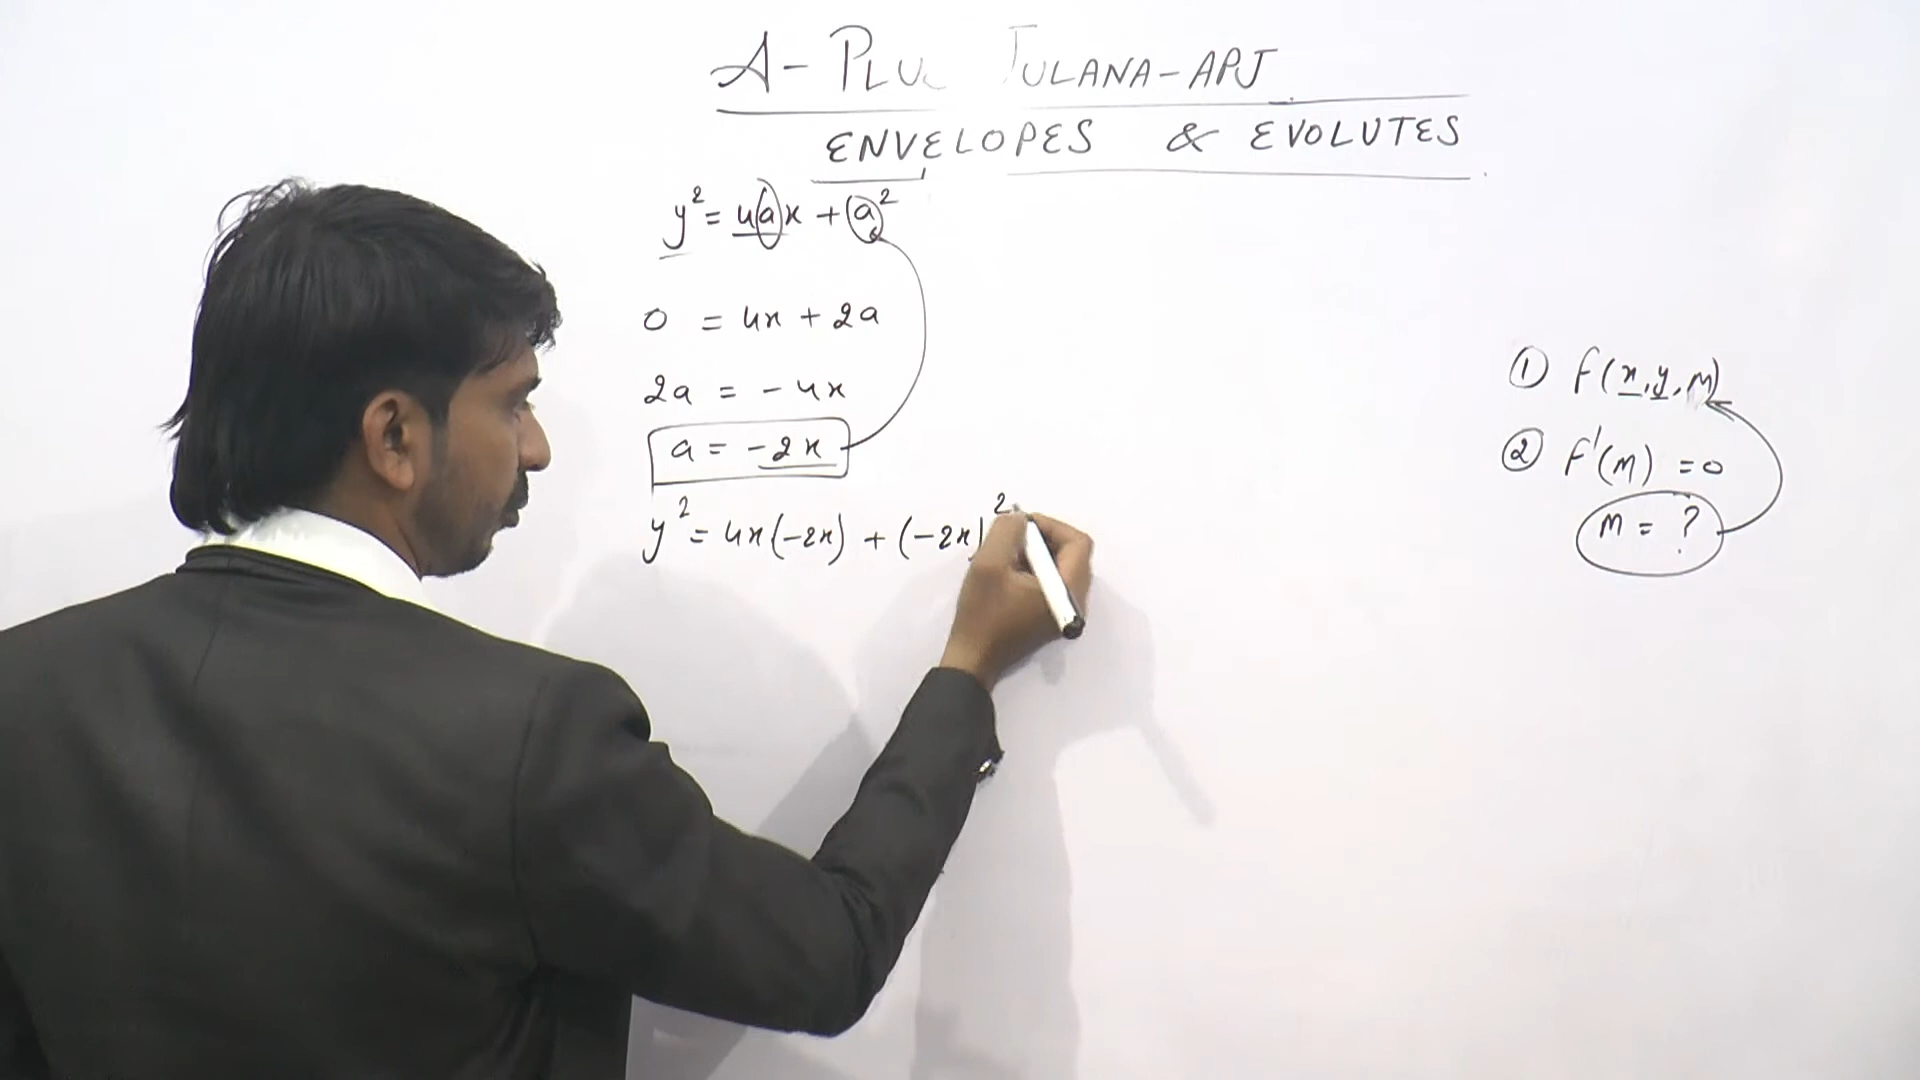 A- PLU JULANA-APJ
ENVELOPES & EVOLUTES
y² = 4ax + (a)²
0 = 4x + 2a
2a = -4x
a = -2x
y² = 4x(-2x) + (-2x)²
① f(x,y,m)
② f'(m) = 0
m = ?